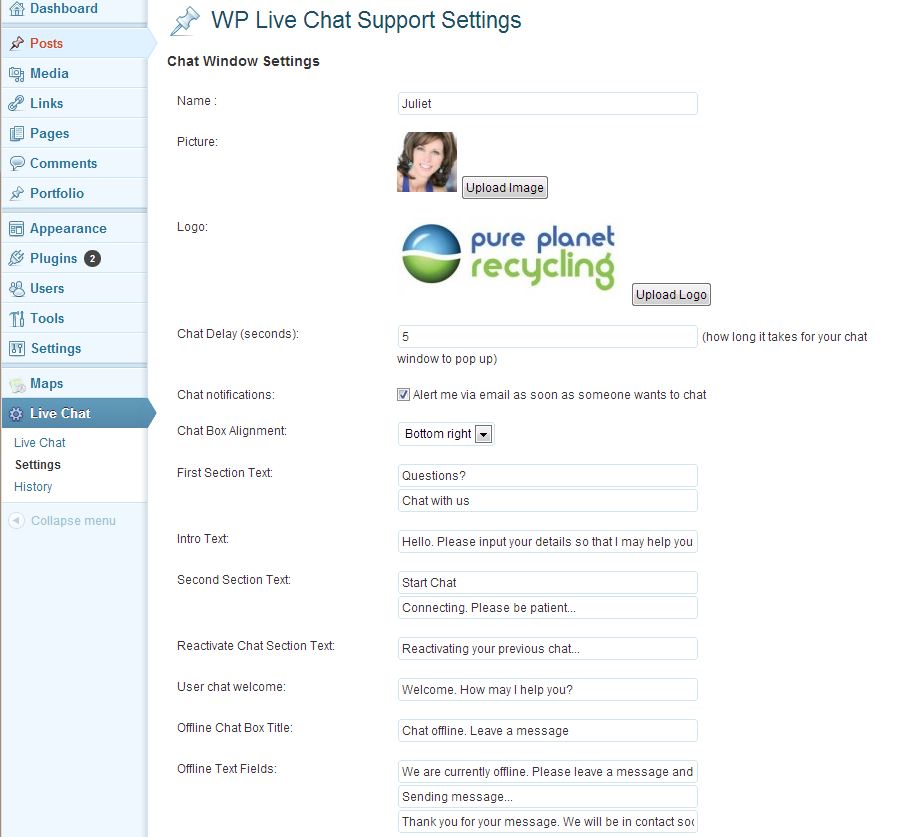 Dashboard
Posts
Media
Links
Pages
Comments
Portfolio
Appearance
Plugins 2
Users
Tools
Settings
Maps
Live Chat
Live Chat
Settings
History
Collapse menu
WP Live Chat Support Settings
Chat Window Settings
Name :
Juliet
Picture:
Upload Image
Logo:
pure planet
recycling
Upload Logo
Chat Delay (seconds):
5 (how long it takes for your chat
window to pop up)
Chat notifications:
Alert me via email as soon as someone wants to chat
Chat Box Alignment:
Bottom right
First Section Text:
Questions?
Chat with us
Intro Text:
Hello. Please input your details so that I may help you
Second Section Text:
Start Chat
Connecting. Please be patient...
Reactivate Chat Section Text:
Reactivating your previous chat...
User chat welcome:
Welcome. How may I help you?
Offline Chat Box Title:
Chat offline. Leave a message
Offline Text Fields:
We are currently offline. Please leave a message and
Sending message...
Thank you for your message. We will be in contact soo